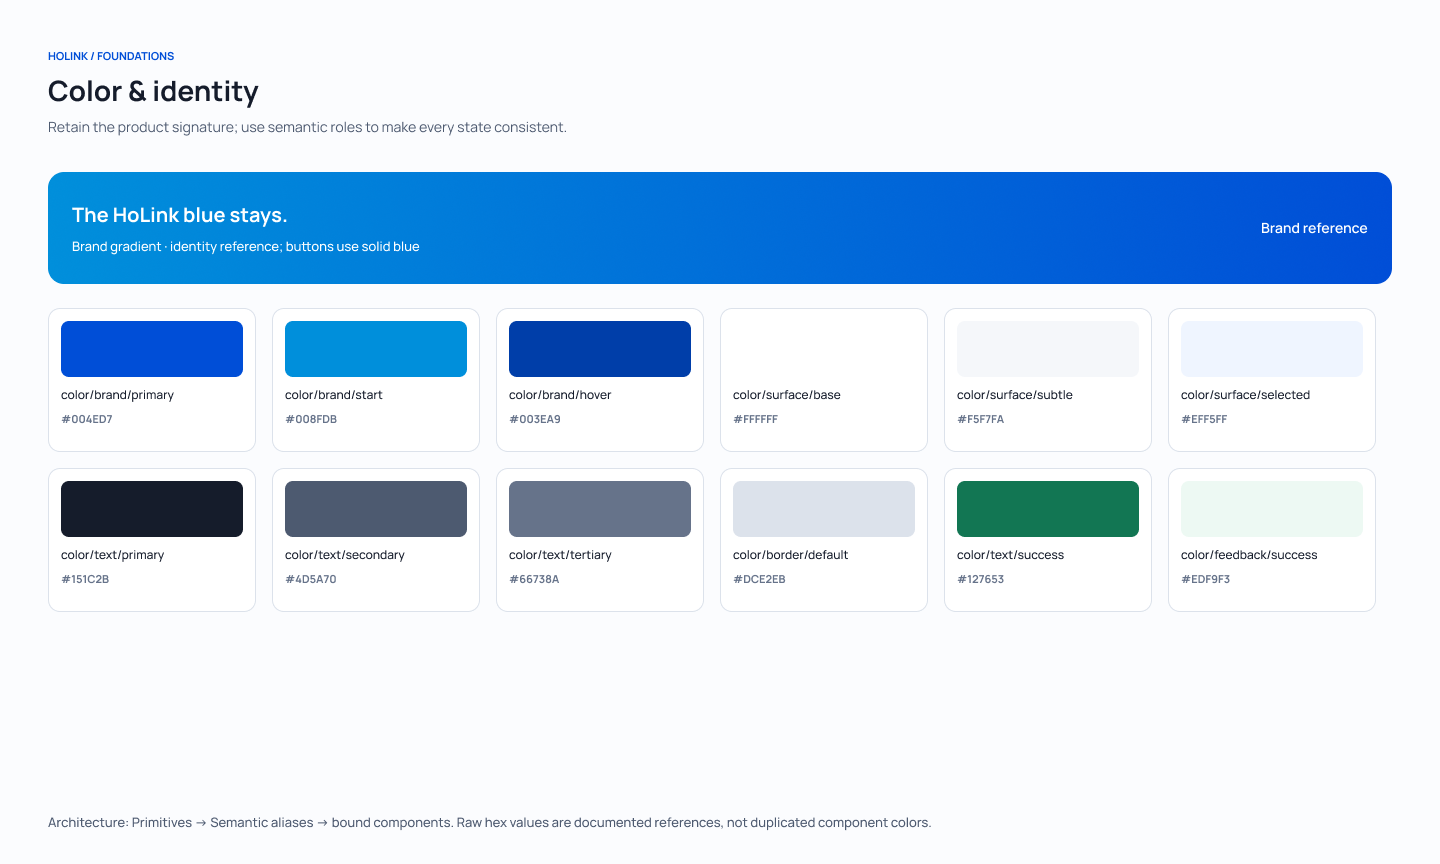 HOLINK / FOUNDATIONS
Color & identity
Retain the product signature; use semantic roles to make every state consistent.
The HoLink blue stays.
Brand gradient · identity reference; buttons use solid blue
Brand reference
color/brand/primary
#004ED7
color/brand/start
#008FDB
color/brand/hover
#003EA9
color/surface/base
#FFFFFF
color/surface/subtle
#F5F7FA
color/surface/selected
#EFF5FF
color/text/primary
#151C2B
color/text/secondary
#4D5A70
color/text/tertiary
#66738A
color/border/default
#DCE2EB
color/text/success
#127653
color/feedback/success
#EDF9F3
Architecture: Primitives → Semantic aliases → bound components. Raw hex values are documented references, not duplicated component colors.